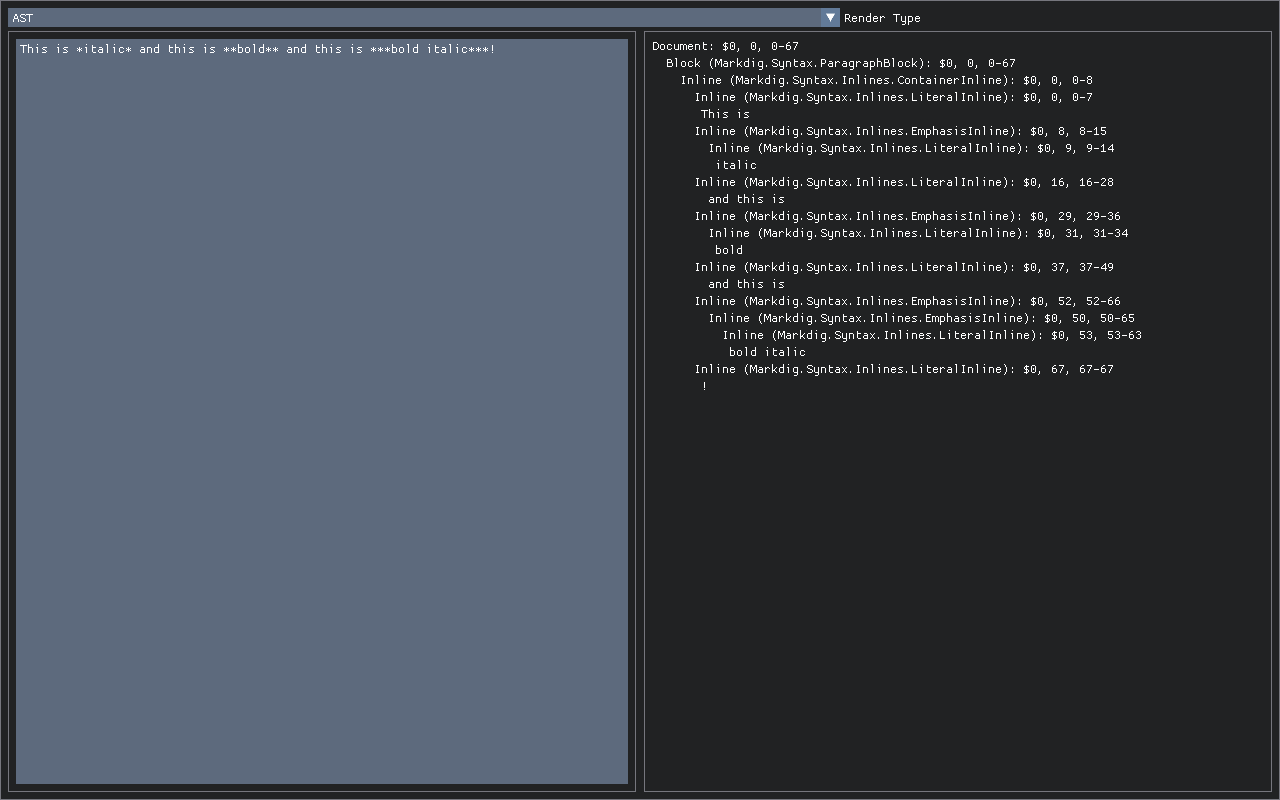 AST
Render Type
This is *italic* and this is **bold** and this is ***bold italic***!
Document: $0, 0, 0-67
Block (Markdig.Syntax.ParagraphBlock): $0, 0, 0-67
Inline (Markdig.Syntax.Inlines.ContainerInline): $0, 0, 0-8
Inline (Markdig.Syntax.Inlines.LiteralInline): $0, 0, 0-7
This is
Inline (Markdig.Syntax.Inlines.EmphasisInline): $0, 8, 8-15
Inline (Markdig.Syntax.Inlines.LiteralInline): $0, 9, 9-14
italic
Inline (Markdig.Syntax.Inlines.LiteralInline): $0, 16, 16-28
and this is
Inline (Markdig.Syntax.Inlines.EmphasisInline): $0, 29, 29-36
Inline (Markdig.Syntax.Inlines.LiteralInline): $0, 31, 31-34
bold
Inline (Markdig.Syntax.Inlines.LiteralInline): $0, 37, 37-49
and this is
Inline (Markdig.Syntax.Inlines.EmphasisInline): $0, 52, 52-66
Inline (Markdig.Syntax.Inlines.EmphasisInline): $0, 50, 50-65
Inline (Markdig.Syntax.Inlines.LiteralInline): $0, 53, 53-63
bold italic
Inline (Markdig.Syntax.Inlines.LiteralInline): $0, 67, 67-67
!